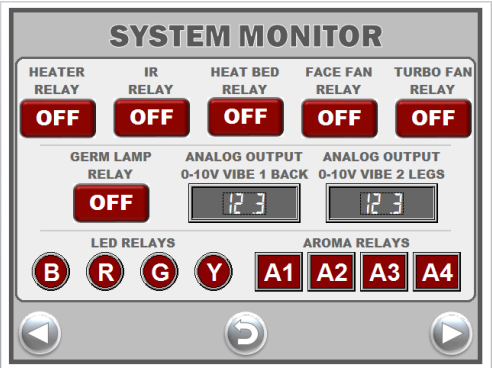 SYSTEM MONITOR
HEATER RELAY
IR RELAY
HEAT BED RELAY
FACE FAN RELAY
TURBO FAN RELAY
OFF OFF OFF OFF OFF
GERM LAMP RELAY
ANALOG OUTPUT 0-10V VIBE 1 BACK
ANALOG OUTPUT 0-10V VIBE 2 LEGS
OFF 12.3 12.3
LED RELAYS
AROMA RELAYS
B R G Y A1 A2 A3 A4